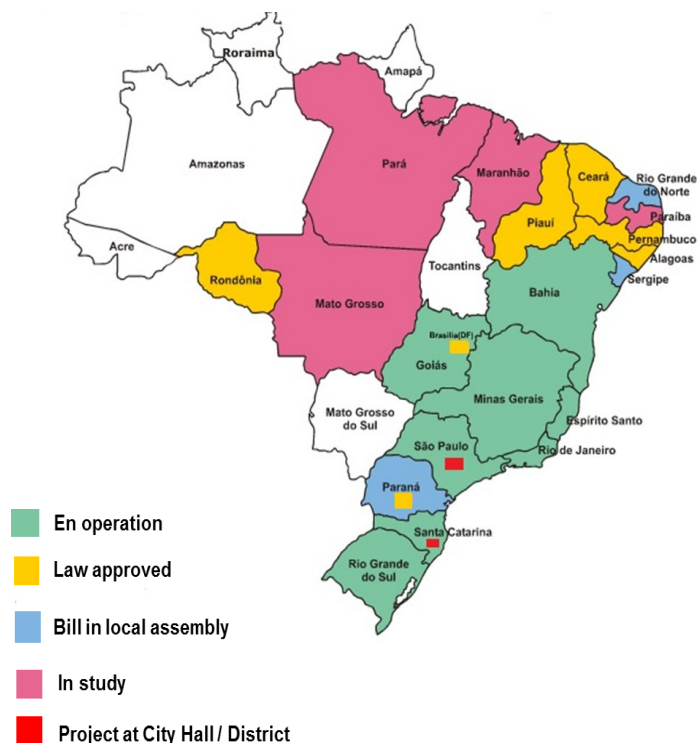 Roraima
Amapá
Amazonas
Pará
Maranhão
Ceará
Rio Grande
do Norte
Paraíba
Piauí
Pernambuco
Acre
Alagoas
Rondônia
Tocantins
Sergipe
Bahia
Mato Grosso
Brasilia(DF)
Goiás
Minas Gerais
Mato Grosso
do Sul
Espírito Santo
São Paulo
Rio de Janeiro
Paraná
Santa Catarina
Rio Grande
do Sul
En operation
Law approved
Bill in local assembly
In study
Project at City Hall / District